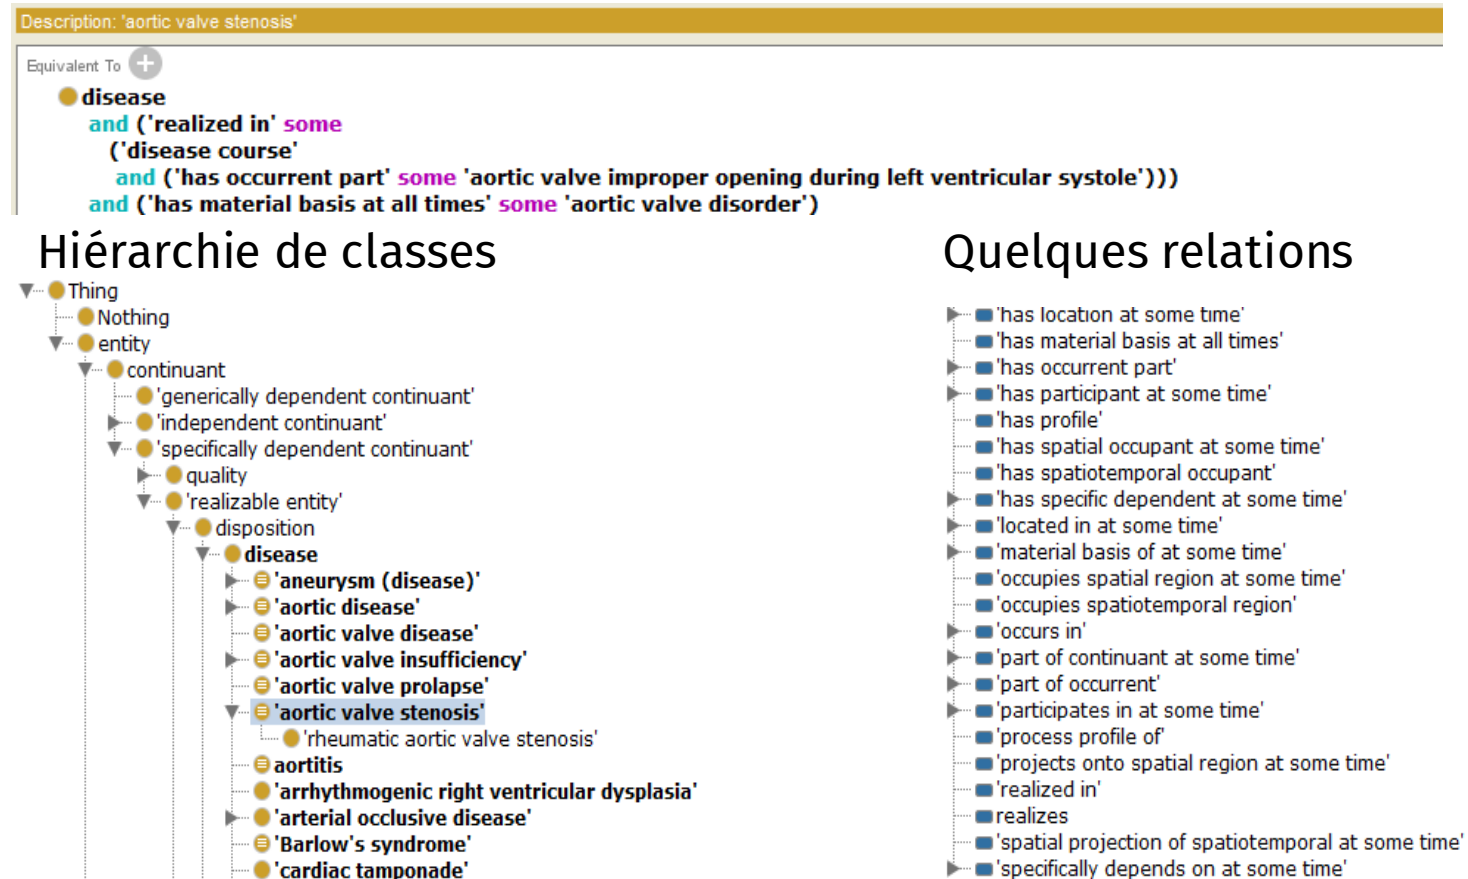 Description: 'aortic valve stenosis'
Equivalent To
disease
and ('realized in' some
('disease course'
and ('has occurrent part' some 'aortic valve improper opening during left ventricular systole')))
and ('has material basis at all times' some 'aortic valve disorder')
Hiérarchie de classes
Thing
Nothing
entity
continuant
'generically dependent continuant'
'independent continuant'
'specifically dependent continuant'
quality
'realizable entity'
disposition
disease
'aneurysm (disease)'
'aortic disease'
'aortic valve disease'
'aortic valve insufficiency'
'aortic valve prolapse'
'aortic valve stenosis'
'rheumatic aortic valve stenosis'
aortitis
'arrhythmogenic right ventricular dysplasia'
'arterial occlusive disease'
'Barlow's syndrome'
'cardiac tamponade'
Quelques relations
'has location at some time'
'has material basis at all times'
'has occurrent part'
'has participant at some time'
'has profile'
'has spatial occupant at some time'
'has spatiotemporal occupant'
'has specific dependent at some time'
'located in at some time'
'material basis of at some time'
'occupies spatial region at some time'
'occupies spatiotemporal region'
'occurs in'
'part of continuant at some time'
'part of occurrent'
'participates in at some time'
'process profile of'
'projects onto spatial region at some time'
'realized in'
realizes
'spatial projection of spatiotemporal at some time'
'specifically depends on at some time'